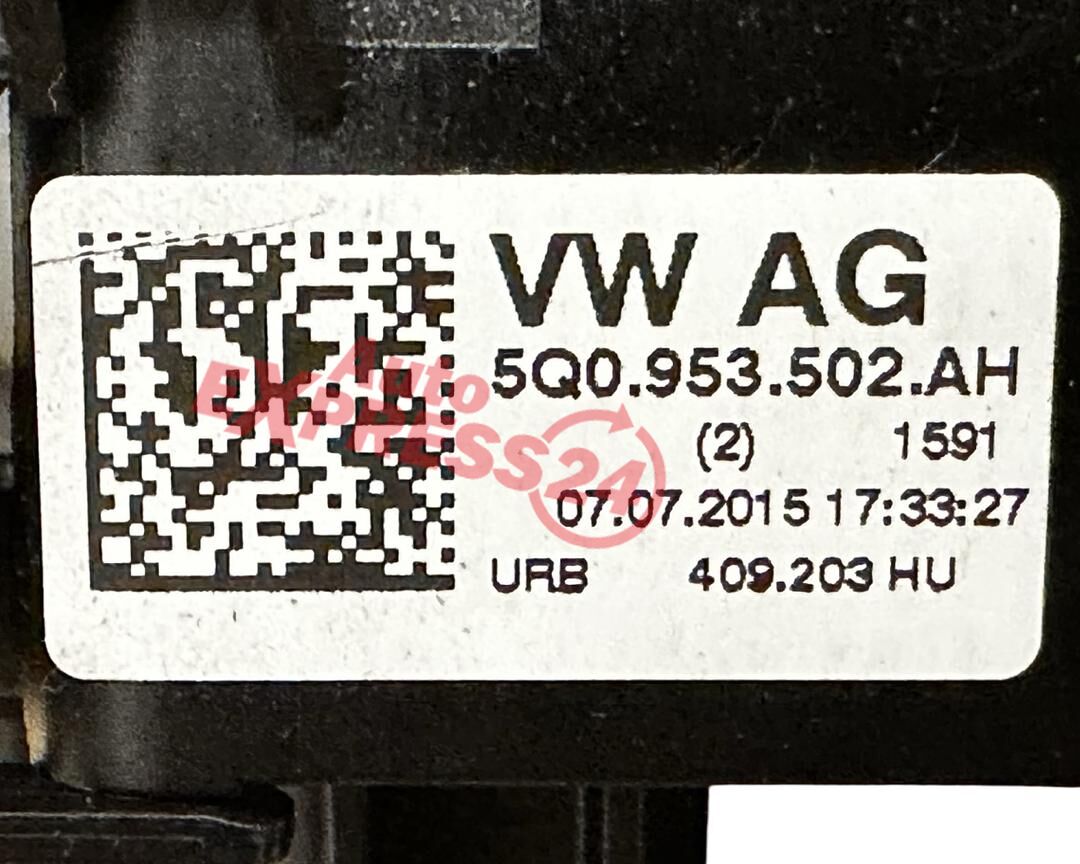 VW AG
5Q0.953.502.AH
(2) 1591
07.07.2015 17:33:27
URB 409.203 HU
Auto
EXPRESS24